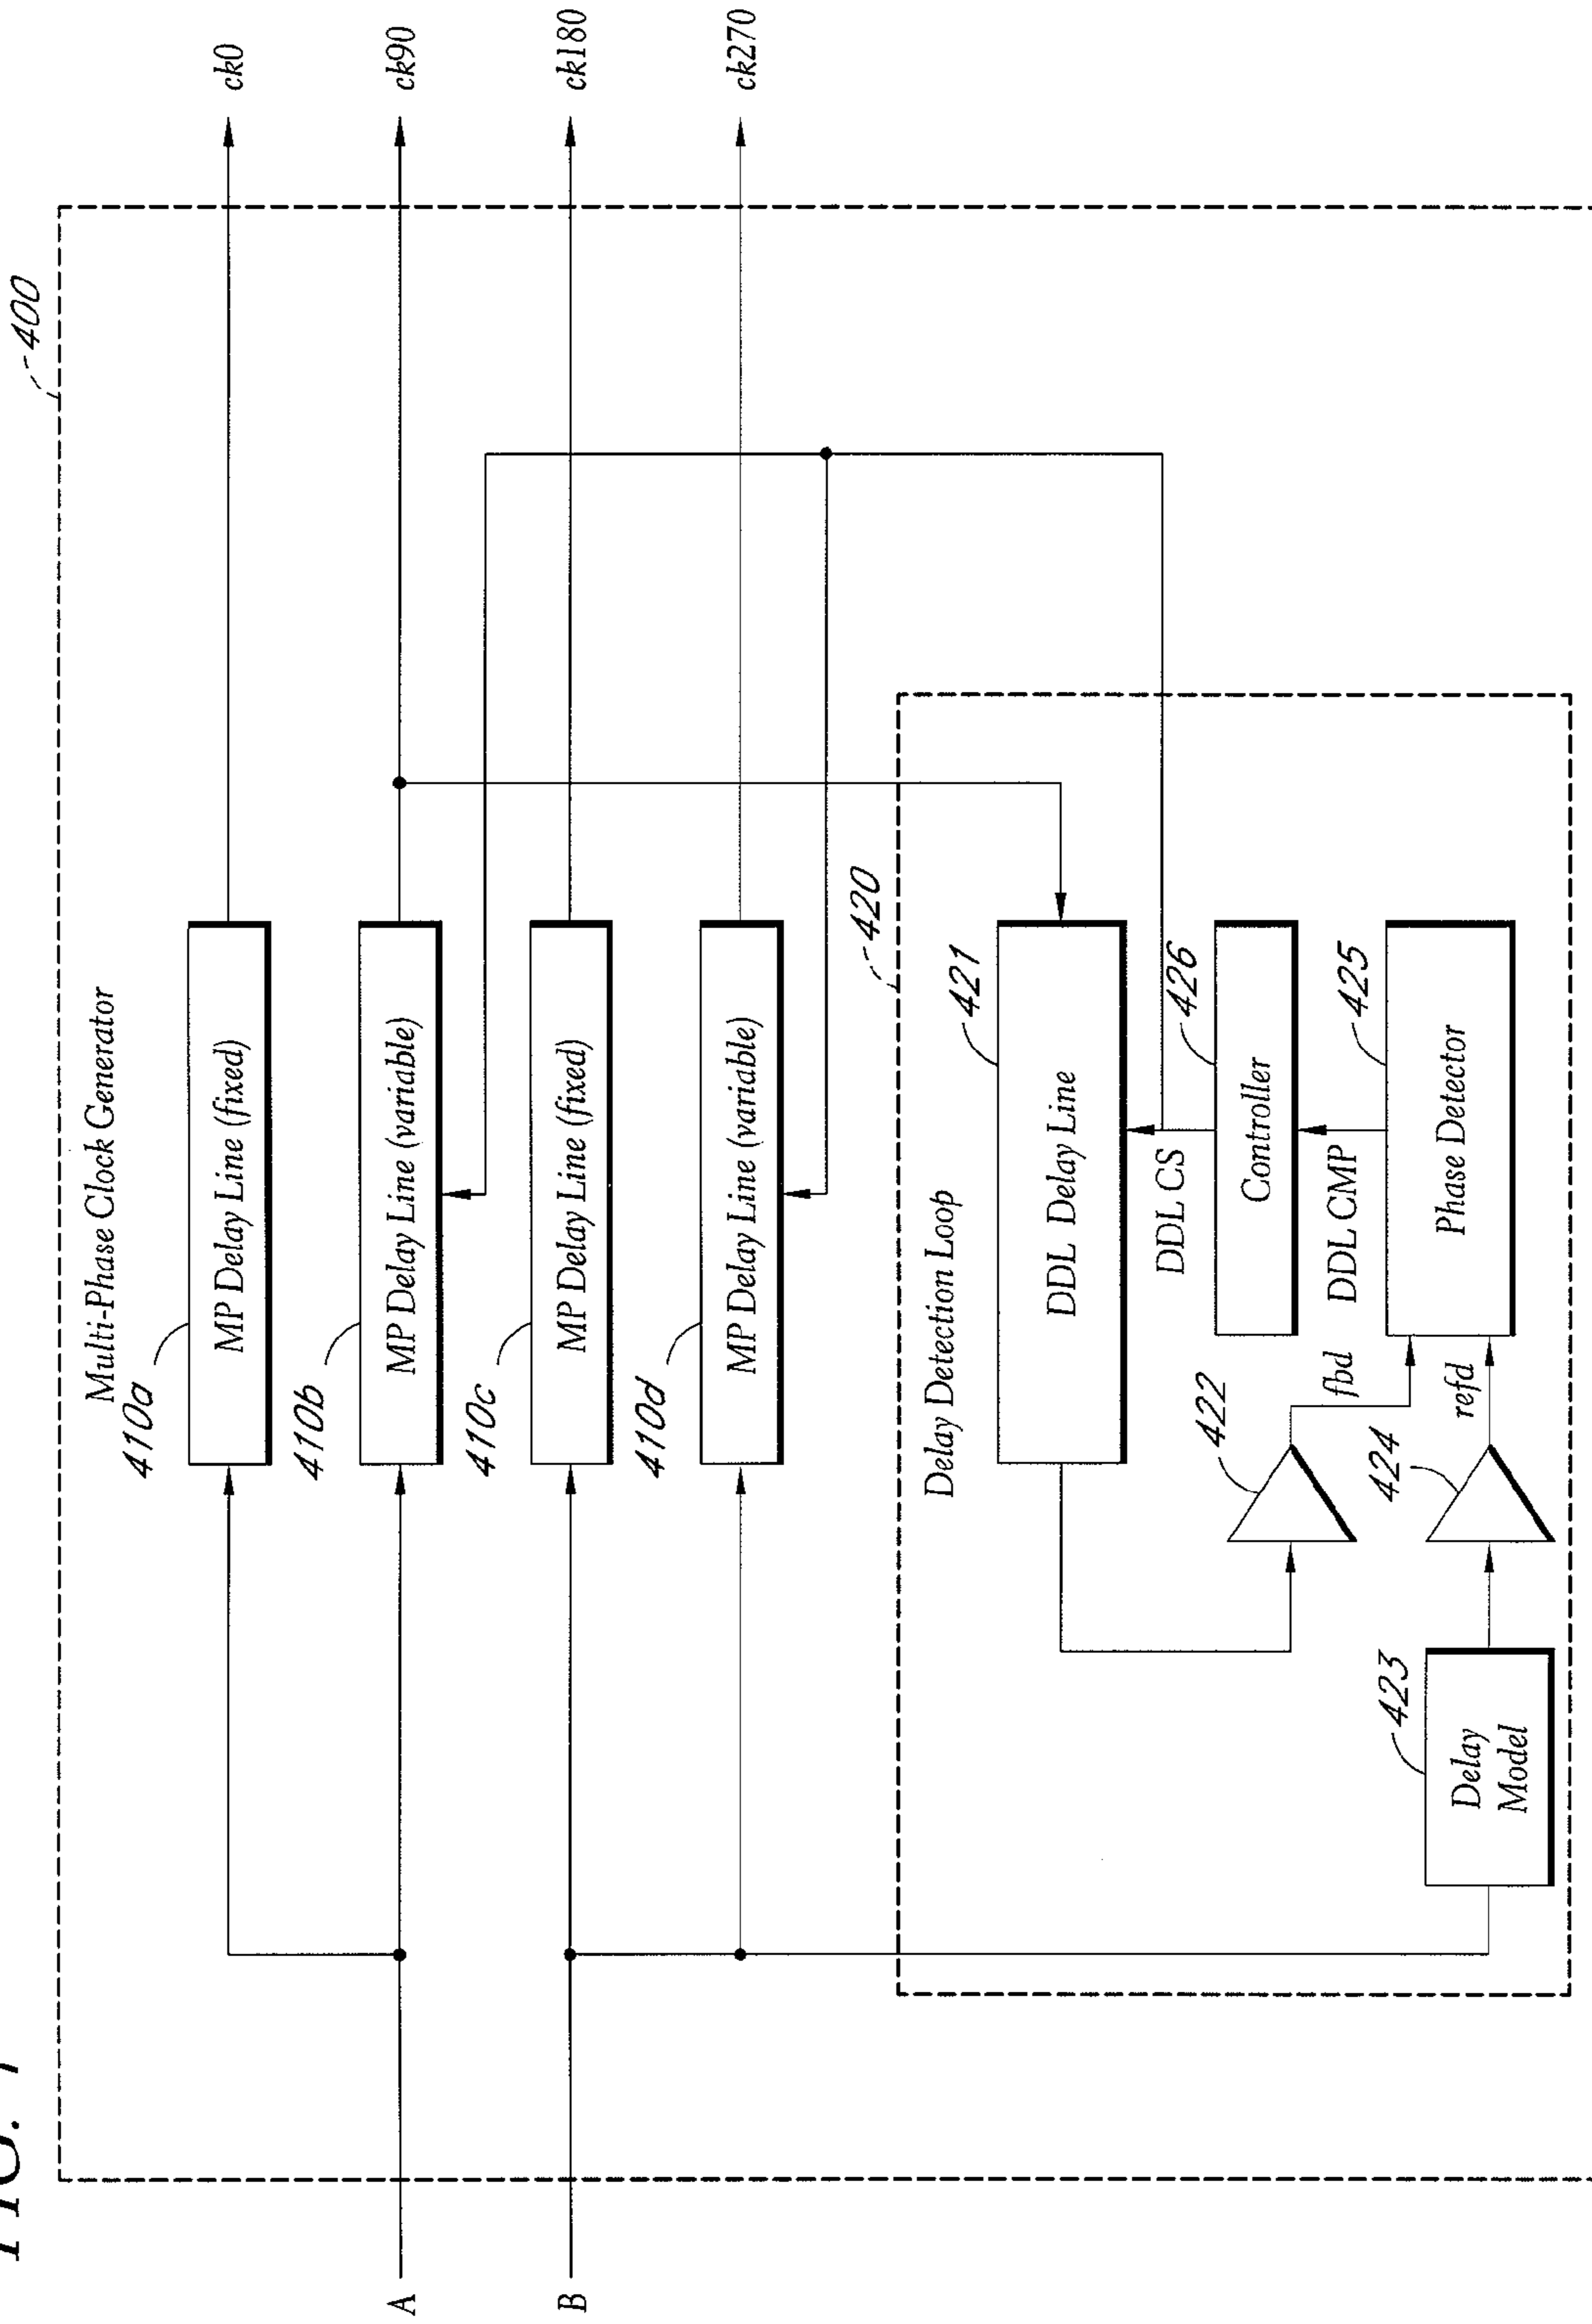 400
Multi-Phase Clock Generator
410a
MP Delay Line (fixed)
ck0
A
410b
MP Delay Line (variable)
ck90
B
410c
MP Delay Line (fixed)
ck180
410d
MP Delay Line (variable)
ck270
420
Delay Detection Loop
421
DDL Delay Line
DDL CS
426
Controller
422
fbd
DDL CMP
425
Phase Detector
423
Delay
Model
424
refd